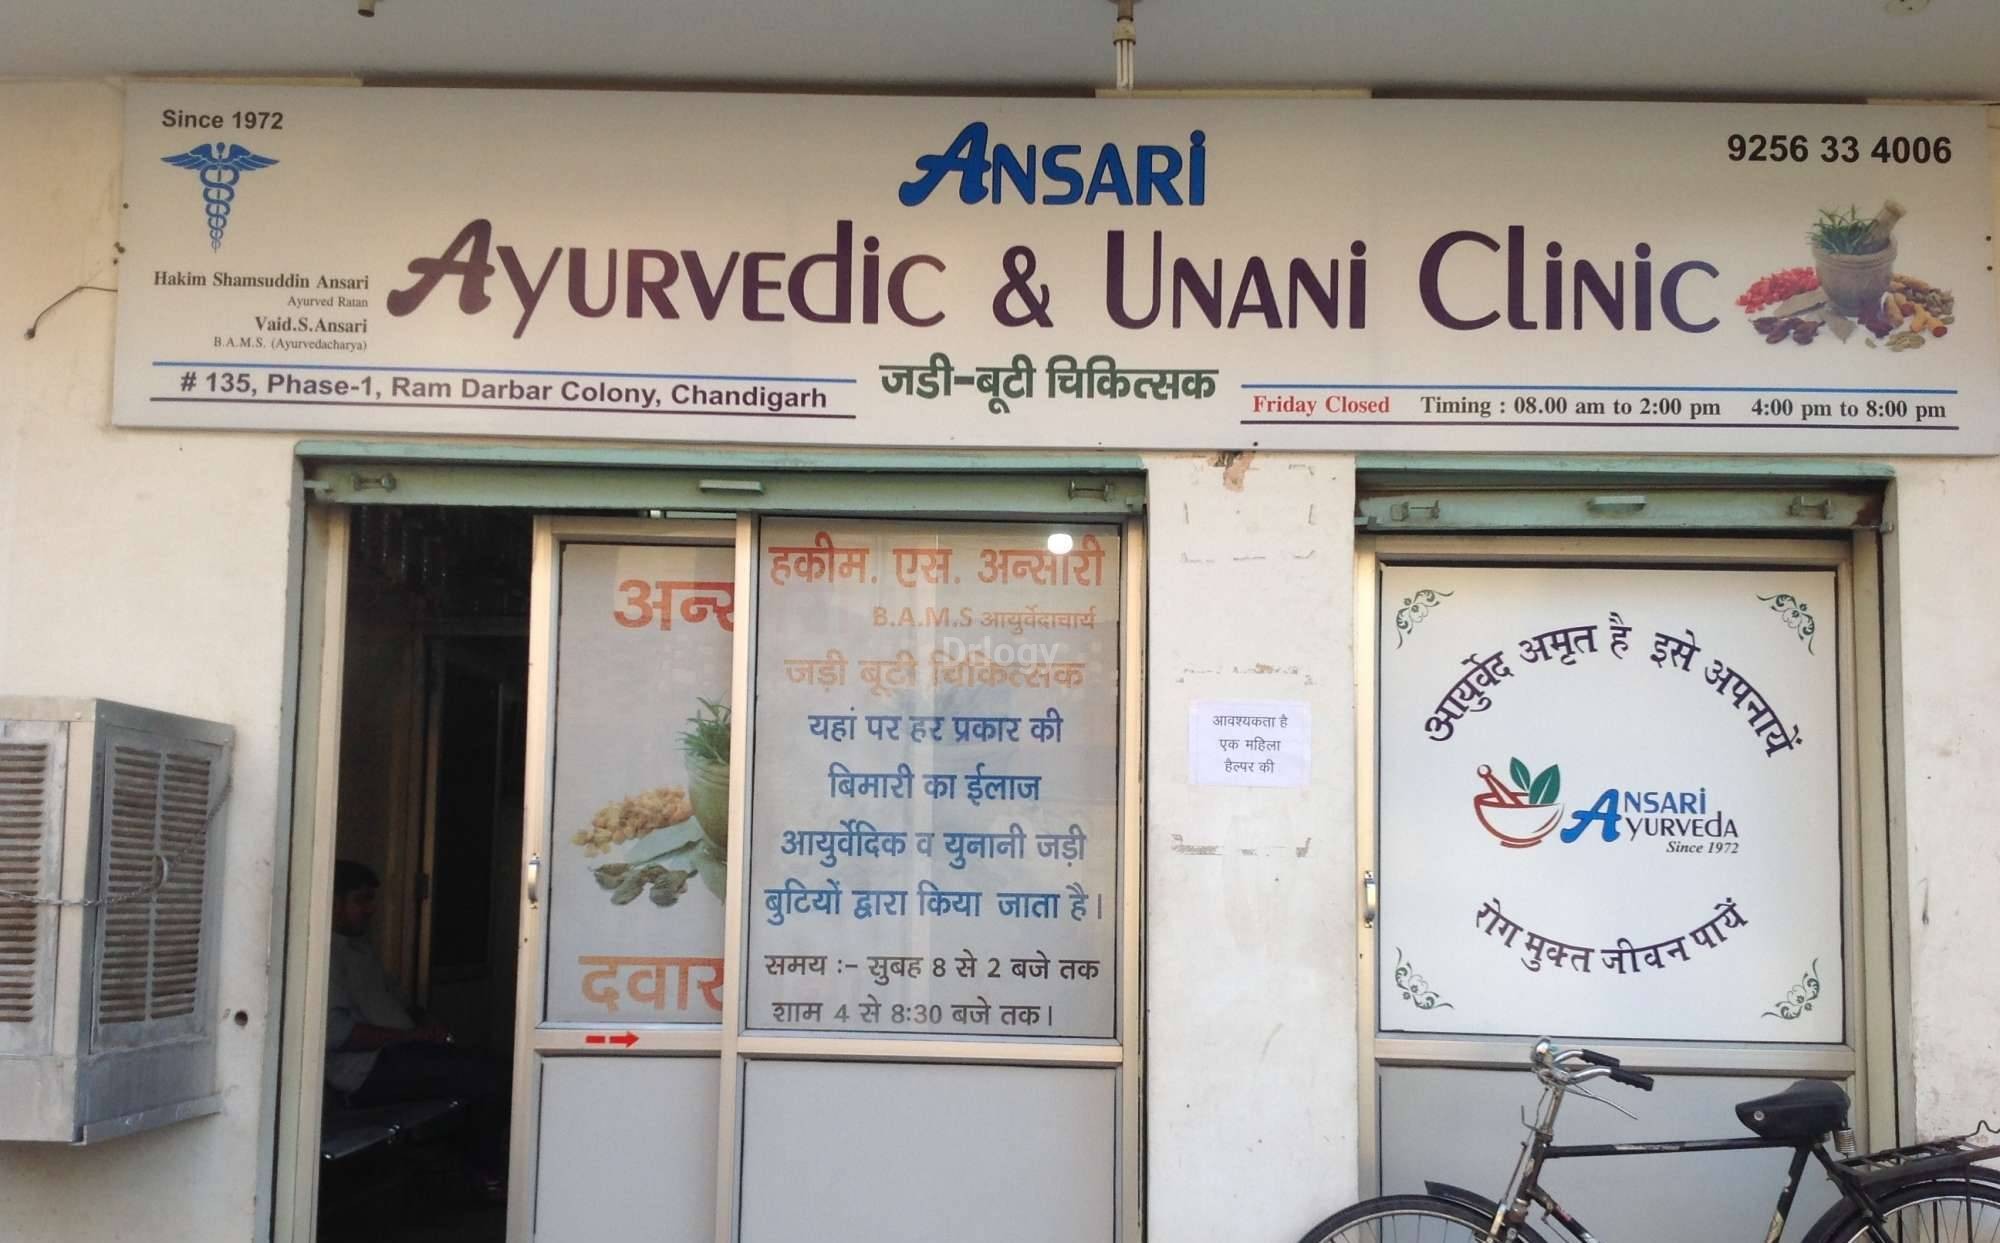 Since 1972
ANSARi
9256 33 4006
Hakim Shamsuddin Ansari
Ayurved Ratan
Vaid.S.Ansari
B.A.M.S. (Ayurvedacharya)
AYURVEdic & UNANi CliNic
# 135, Phase-1, Ram Darbar Colony, Chandigarh
जडी-बूटी चिकित्सक
Friday Closed Timing : 08.00 am to 2:00 pm 4:00 pm to 8:00 pm
हकीम. एस. अन्सारी
B.A.M.S आयुर्वेदाचार्य
Drlogy
जड़ी बूटी चिकित्सक
यहां पर हर प्रकार की
बिमारी का ईलाज
आयुर्वेदिक व युनानी जड़ी
बुटियों द्वारा किया जाता है।
समय :- सुबह 8 से 2 बजे तक
शाम 4 से 8:30 बजे तक।
आवश्यकता है
एक महिला
हैल्पर की
आयुर्वेद अमृत है इसे अपनायें
ANSARi
AYURVEdA
Since 1972
रोग मुक्त जीवन पायें